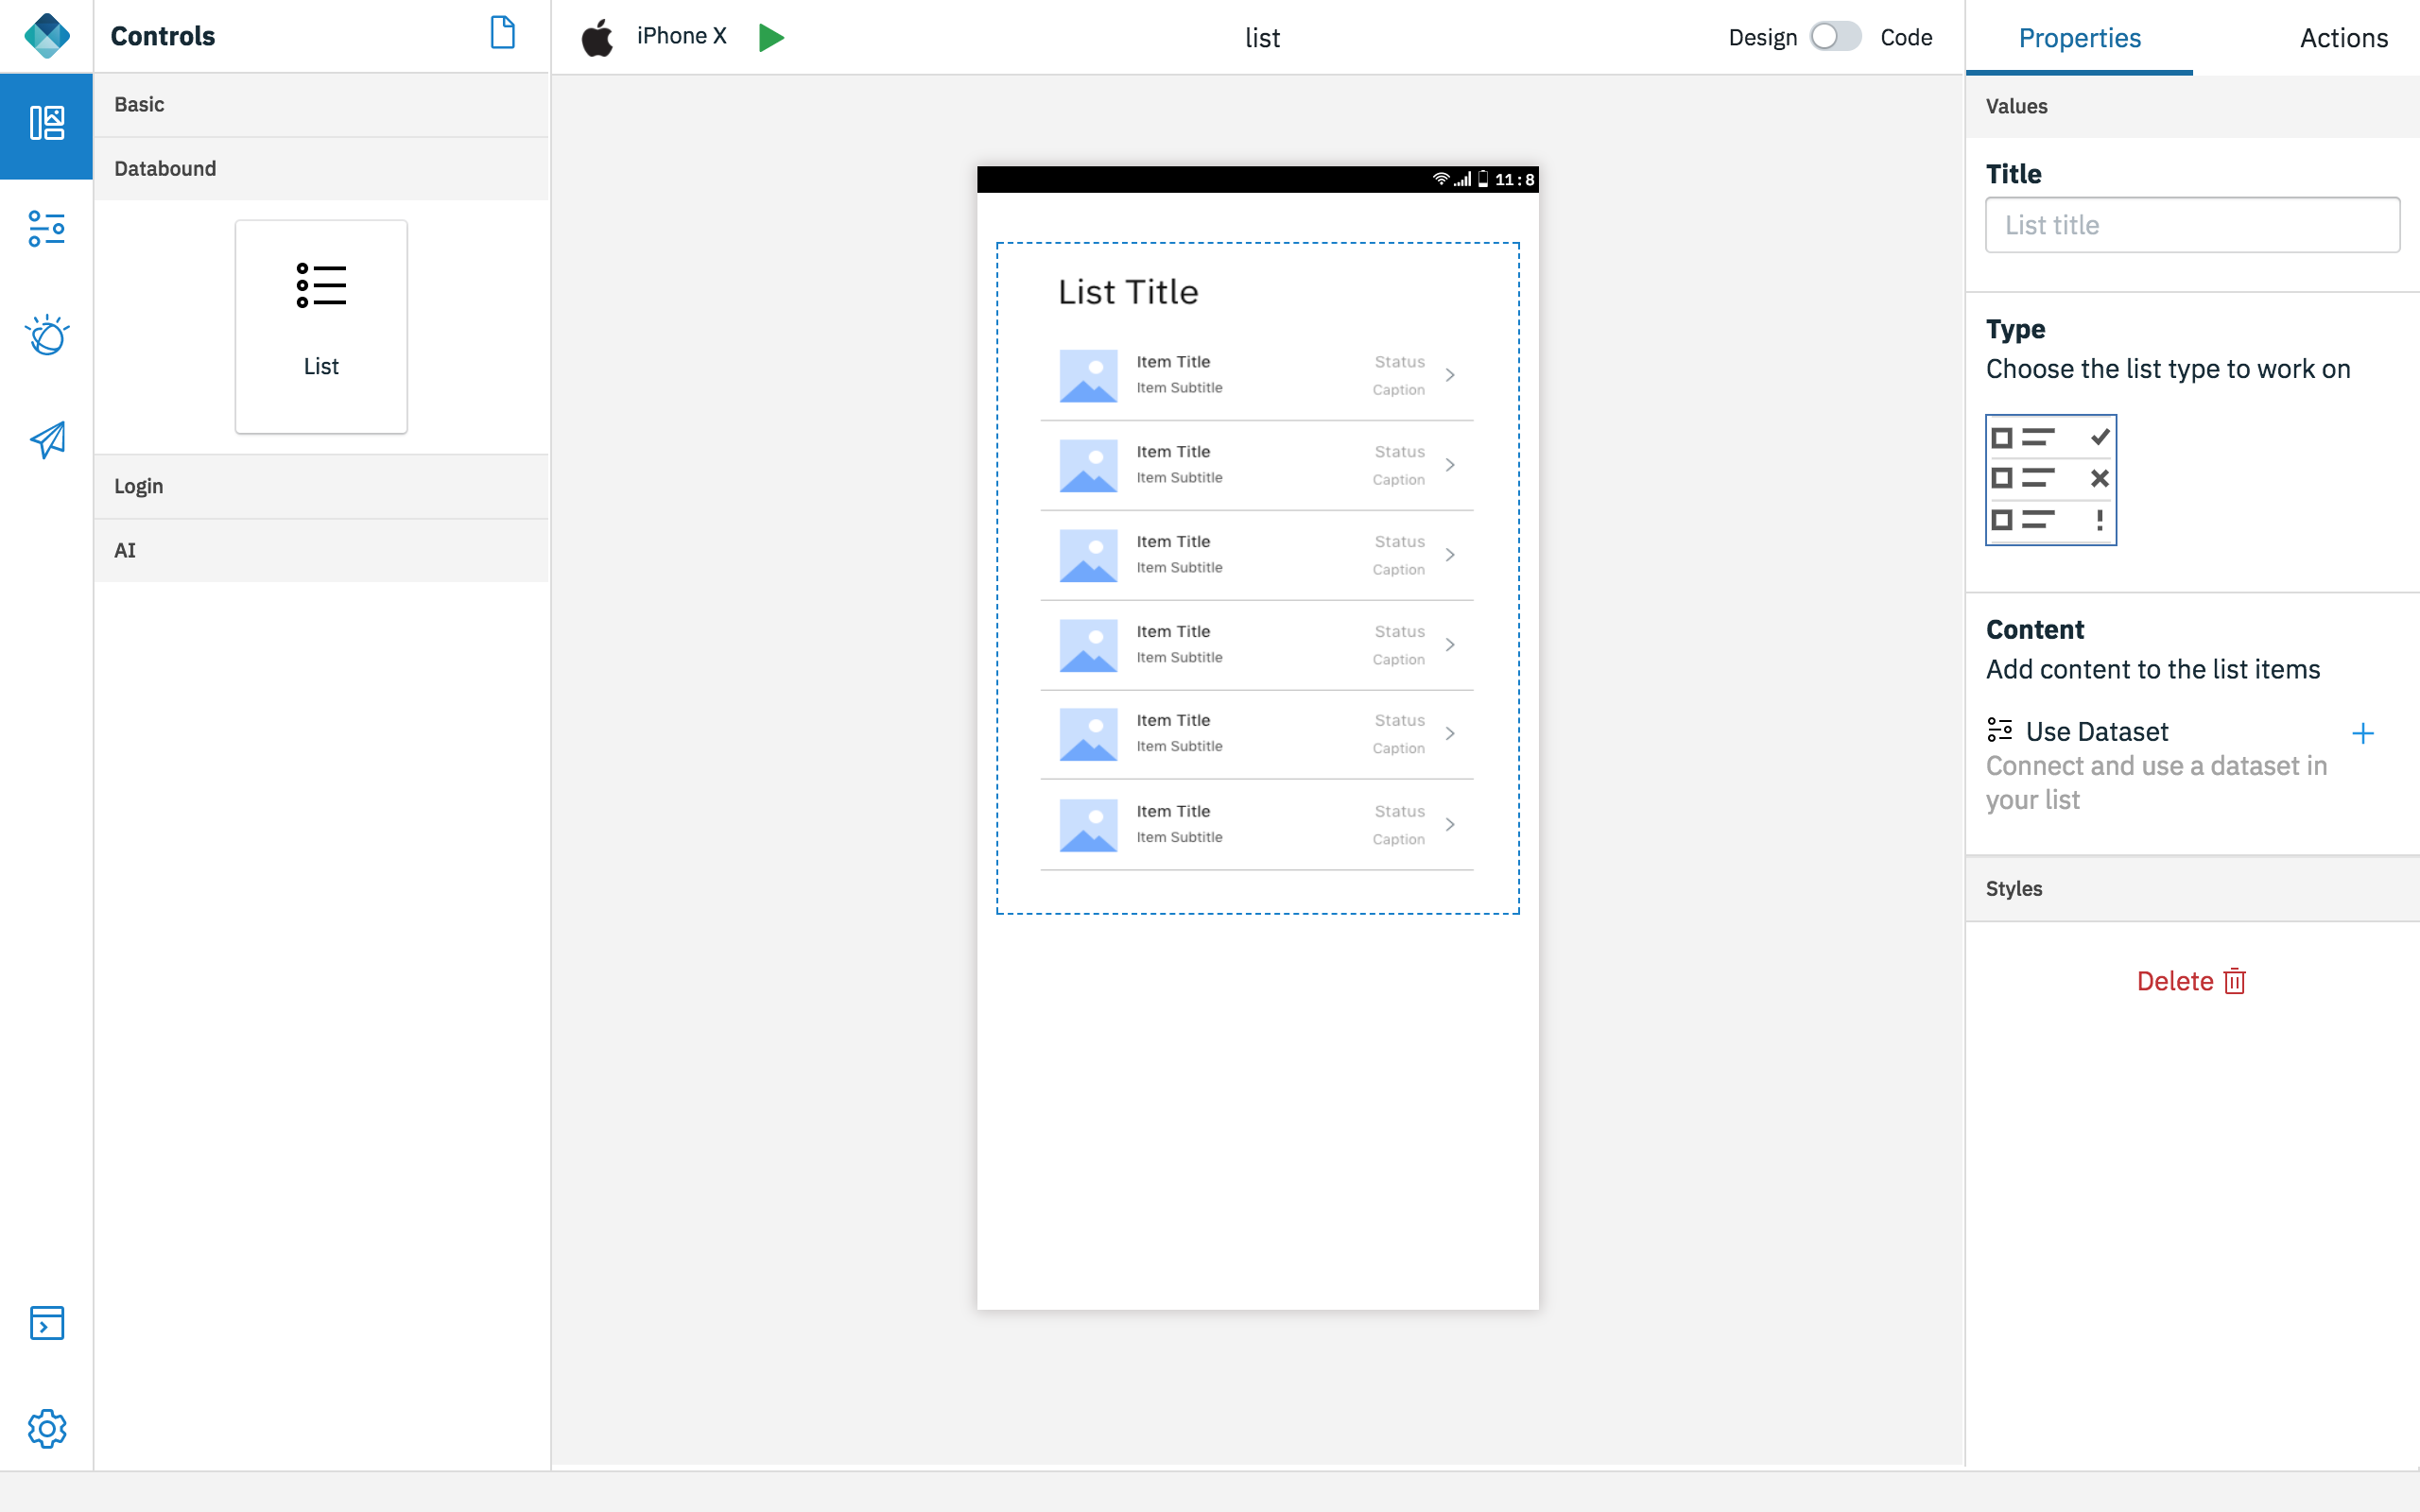 Controls
iPhone X
list
Design
Code
Properties
Actions
Basic
Databound
List
Login
AI
11:8
List Title
Item Title
Item Subtitle
Status
Caption
Item Title
Item Subtitle
Status
Caption
Item Title
Item Subtitle
Status
Caption
Item Title
Item Subtitle
Status
Caption
Item Title
Item Subtitle
Status
Caption
Item Title
Item Subtitle
Status
Caption
Values
Title
List title
Type
Choose the list type to work on
Content
Add content to the list items
Use Dataset
Connect and use a dataset in
your list
Styles
Delete